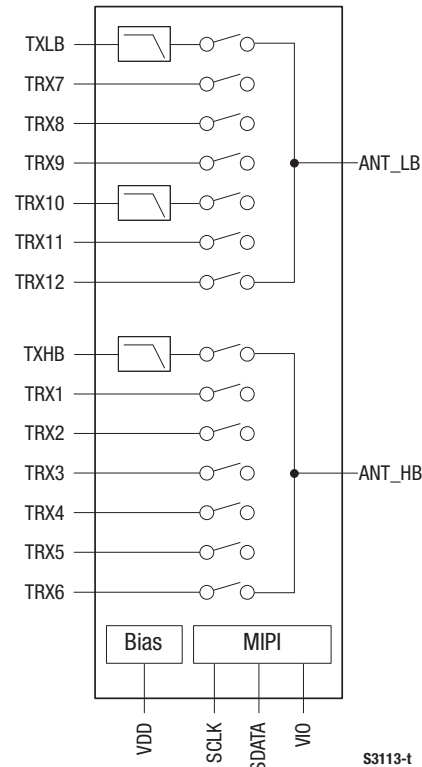 TXLB
TRX7
TRX8
TRX9
ANT_LB
TRX10
TRX11
TRX12
TXHB
TRX1
TRX2
TRX3
ANT_HB
TRX4
TRX5
TRX6
Bias
MIPI
VDD
SCLK
SDATA
VIO
S3113-t